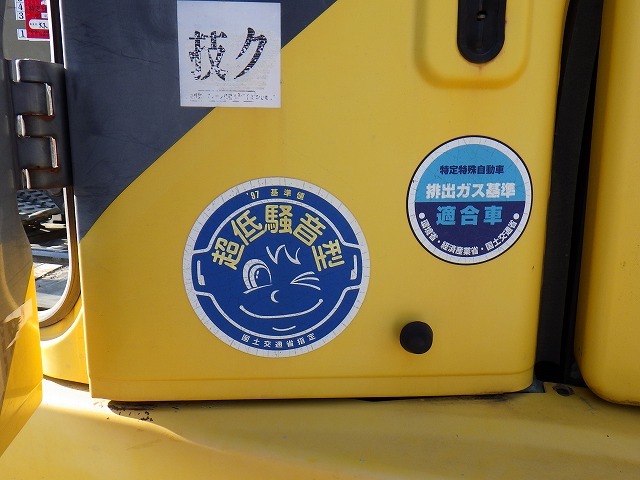 技ク
'97 基準値
超低騒音型
国土交通省指定
特定特殊自動車
排出ガス基準
適合車
・環境省・経済産業省・国土交通省・